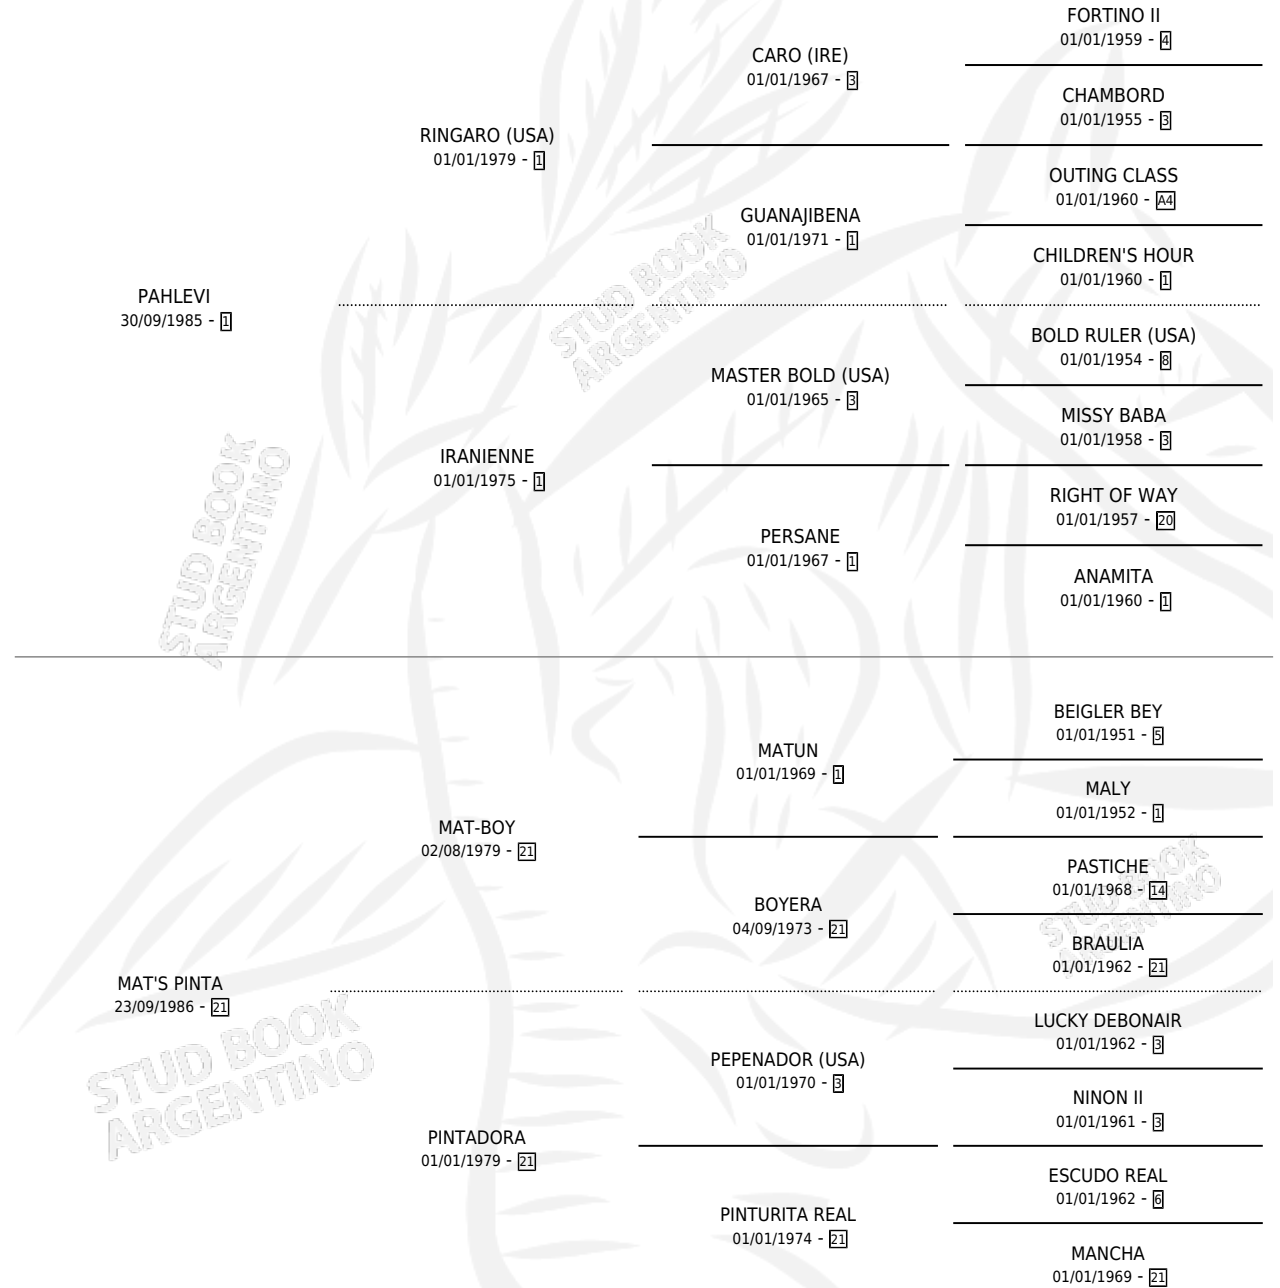 FORTINO II
01/01/1959 - 4
CARO (IRE)
01/01/1967 - 3
CHAMBORD
01/01/1955 - 3
RINGARO (USA)
01/01/1979 - 1
OUTING CLASS
01/01/1960 - A4
GUANAJIBENA
01/01/1971 - 1
CHILDREN'S HOUR
01/01/1960 - 1
PAHLEVI
30/09/1985 - 1
BOLD RULER (USA)
01/01/1954 - 8
MASTER BOLD (USA)
01/01/1965 - 3
MISSY BABA
01/01/1958 - 3
IRANIENNE
01/01/1975 - 1
RIGHT OF WAY
01/01/1957 - 20
PERSANE
01/01/1967 - 1
ANAMITA
01/01/1960 - 1
STUD BOOK
ARGENTINO
STUD BOOK
ARGENTINO
BEIGLER BEY
01/01/1951 - 5
MATUN
01/01/1969 - 1
MALY
01/01/1952 - 1
MAT-BOY
02/08/1979 - 21
PASTICHE
01/01/1968 - 14
BOYERA
04/09/1973 - 21
BRAULIA
01/01/1962 - 21
MAT'S PINTA
23/09/1986 - 21
LUCKY DEBONAIR
01/01/1962 - 3
PEPENADOR (USA)
01/01/1970 - 3
NINON II
01/01/1961 - 3
PINTADORA
01/01/1979 - 21
ESCUDO REAL
01/01/1962 - 6
PINTURITA REAL
01/01/1974 - 21
MANCHA
01/01/1969 - 21
STUD BOOK
ARGENTINO
STUD BOOK
ARGENTINO